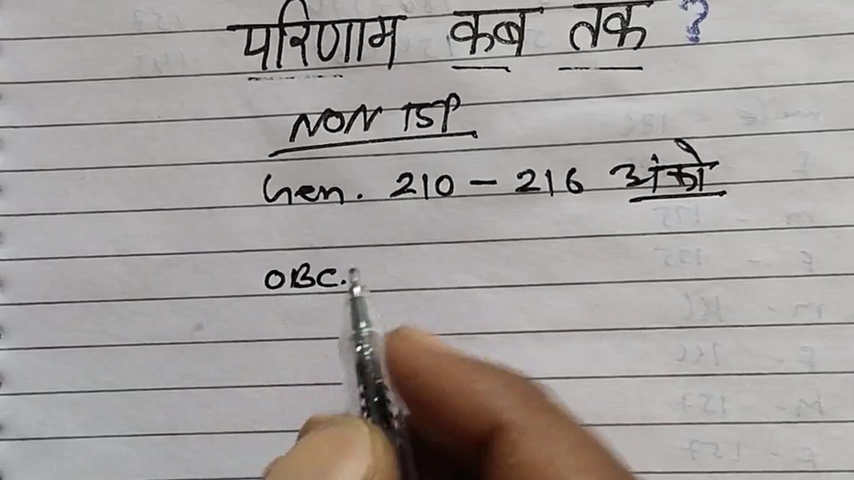 परिणाम कब तक ?
NON TSP
Gen. 210 - 216 अंको
OBC.